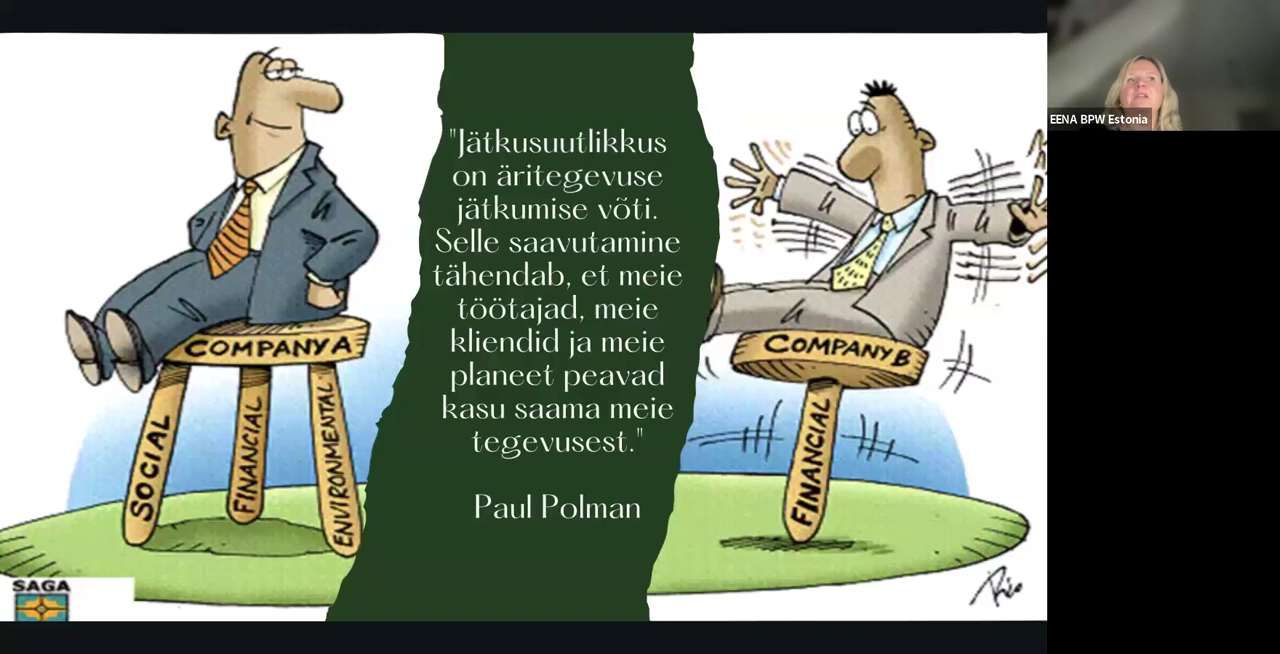 "Jätkusuutlikkus
on äritegevuse
jätkumise võti.
Selle saavutamine
tähendab, et meie
töötajad, meie
kliendid ja meie
planeet peavad
kasu saama meie
tegevusest."
Paul Polman
COMPANY A
SOCIAL
FINANCIAL
ENVIRONMENTAL
COMPANY B
FINANCIAL
SAGA
EENA BPW Estonia